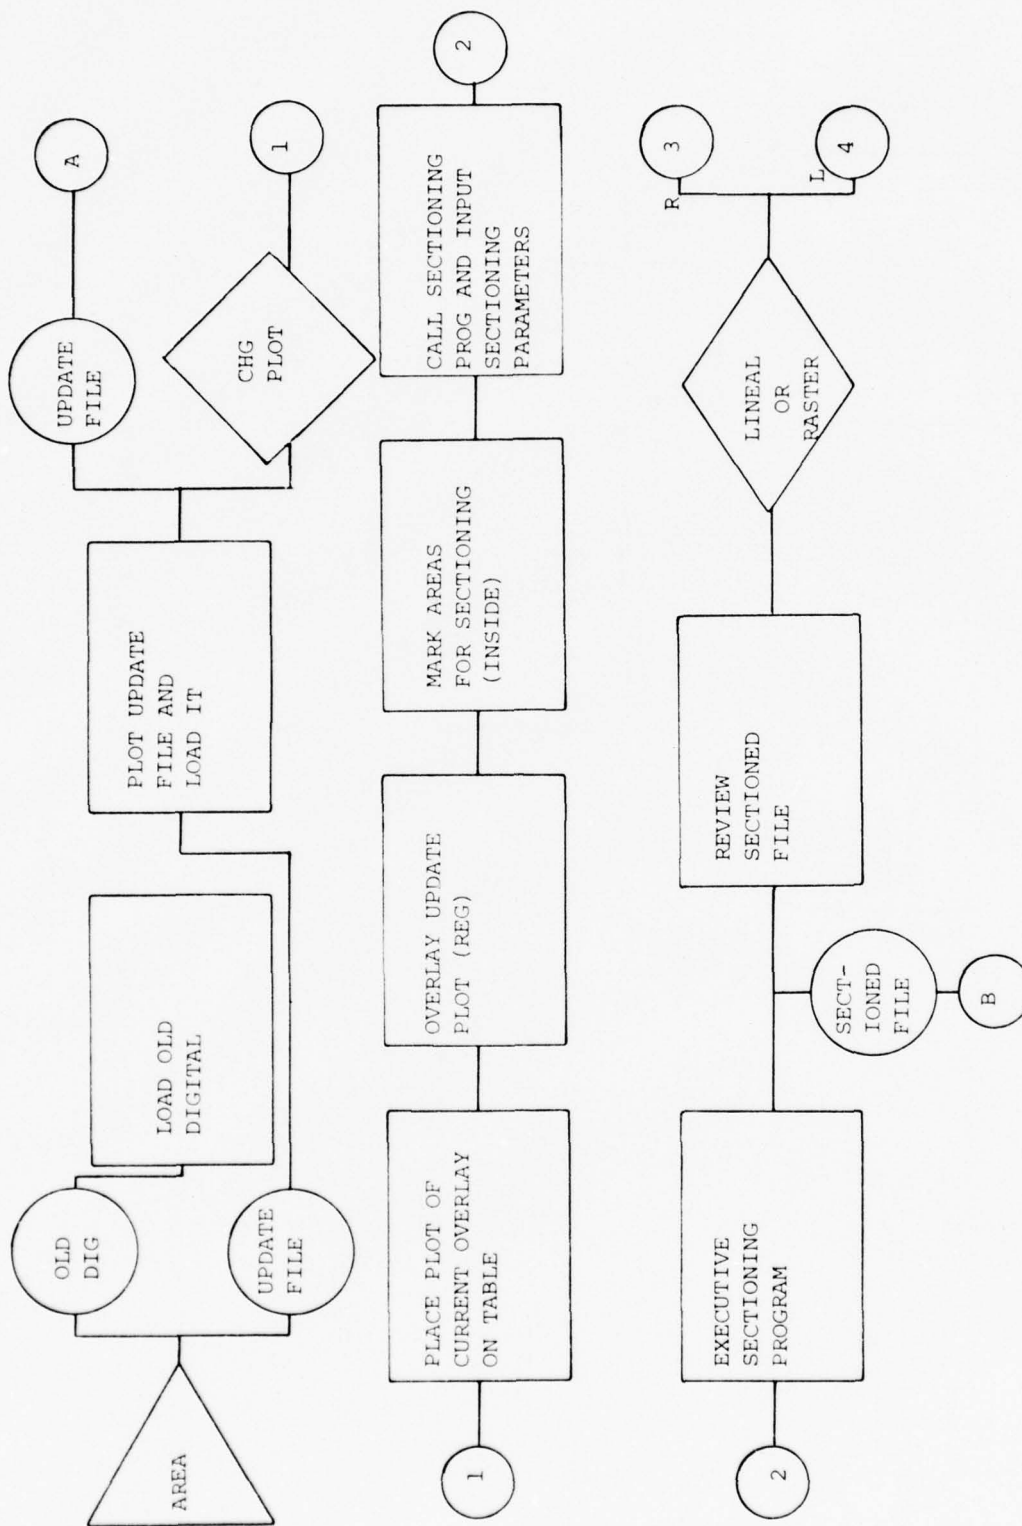 AREA
OLD
DIG
UPDATE
FILE
LOAD OLD
DIGITAL
PLOT UPDATE
FILE AND
LOAD IT
UPDATE
FILE
A
CHG
PLOT
1
1
PLACE PLOT OF
CURRENT OVERLAY
ON TABLE
OVERLAY UPDATE
PLOT (REG)
MARK AREAS
FOR SECTIONING
(INSIDE)
CALL SECTIONING
PROG AND INPUT
SECTIONING
PARAMETERS
2
2
EXECUTIVE
SECTIONING
PROGRAM
SECT-
IONED
FILE
B
REVIEW
SECTIONED
FILE
LINEAL
OR
RASTER
R
3
L
4